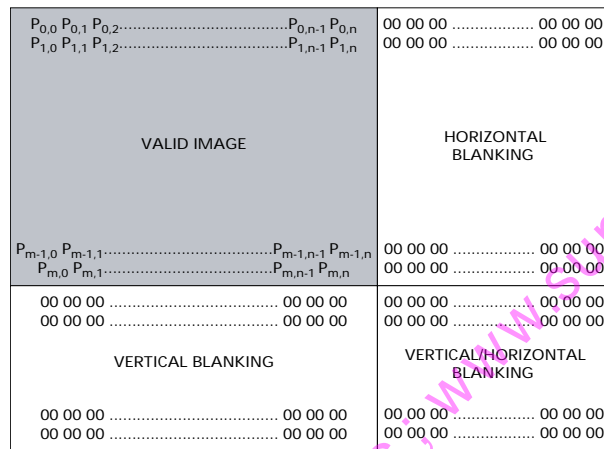 P0,0 P0,1 P0,2.....................................P0,n-1 P0,n
P1,0 P1,1 P1,2.....................................P1,n-1 P1,n
VALID IMAGE
Pm-1,0 Pm-1,1.....................................Pm-1,n-1 Pm-1,n
Pm,0 Pm,1.....................................Pm,n-1 Pm,n
00 00 00 .................. 00 00 00
00 00 00 .................. 00 00 00
HORIZONTAL
BLANKING
00 00 00 .................. 00 00 00
00 00 00 .................. 00 00 00
00 00 00 ..................................... 00 00 00
00 00 00 ..................................... 00 00 00
VERTICAL BLANKING
00 00 00 ..................................... 00 00 00
00 00 00 ..................................... 00 00 00
00 00 00 .................. 00 00 00
00 00 00 .................. 00 00 00
VERTICAL/HORIZONTAL
BLANKING
00 00 00 .................. 00 00 00
00 00 00 .................. 00 00 00